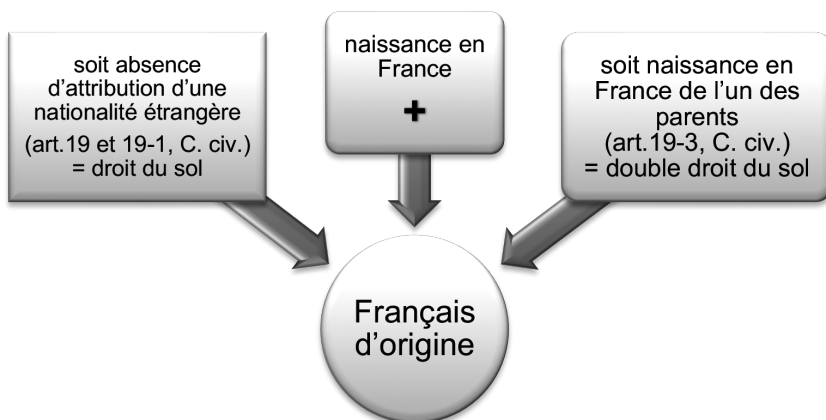 soit absence
d’attribution d’une
nationalité étrangère
(art.19 et 19-1, C. civ.)
= droit du sol
naissance en
France
+
soit naissance en
France de l’un des
parents
(art.19-3, C. civ.)
= double droit du sol
Français
d’origine